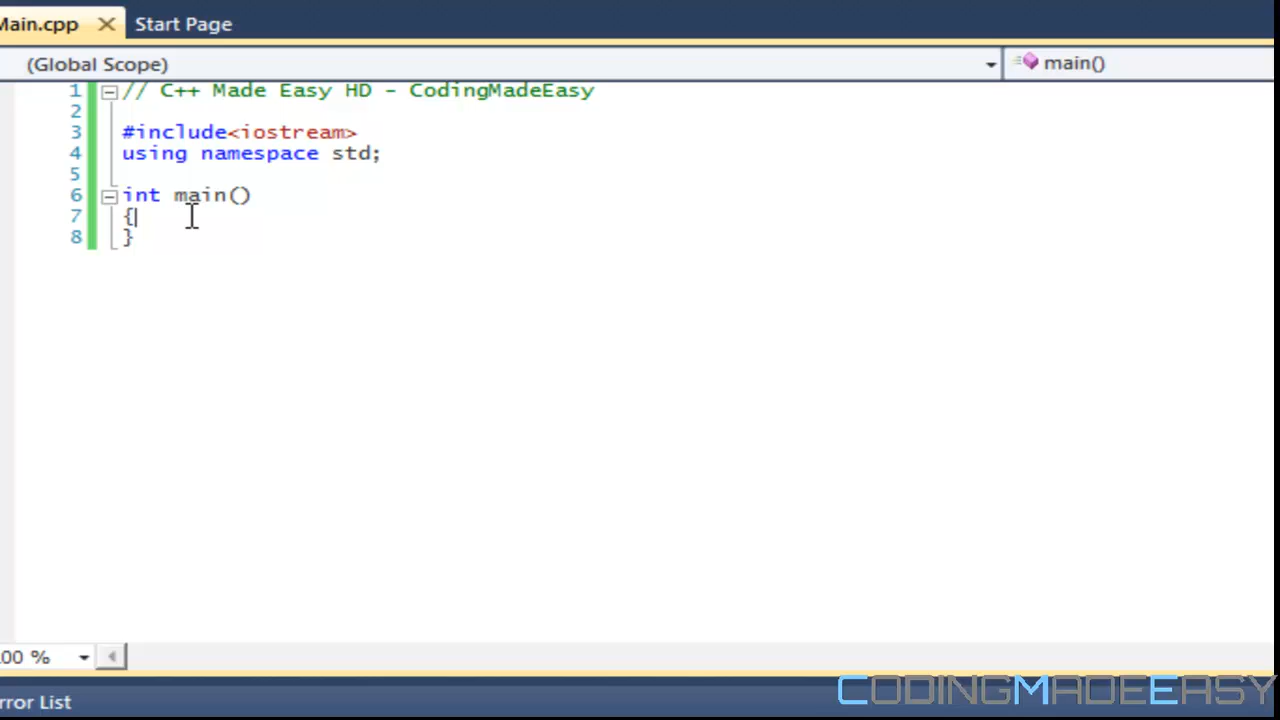 Main.cpp Start Page
(Global Scope) main()
1 // C++ Made Easy HD - CodingMadeEasy
2
3 #include<iostream>
4 using namespace std;
5
6 int main()
7 {
8 }
00 %
rror List
CODINGMADEEASY